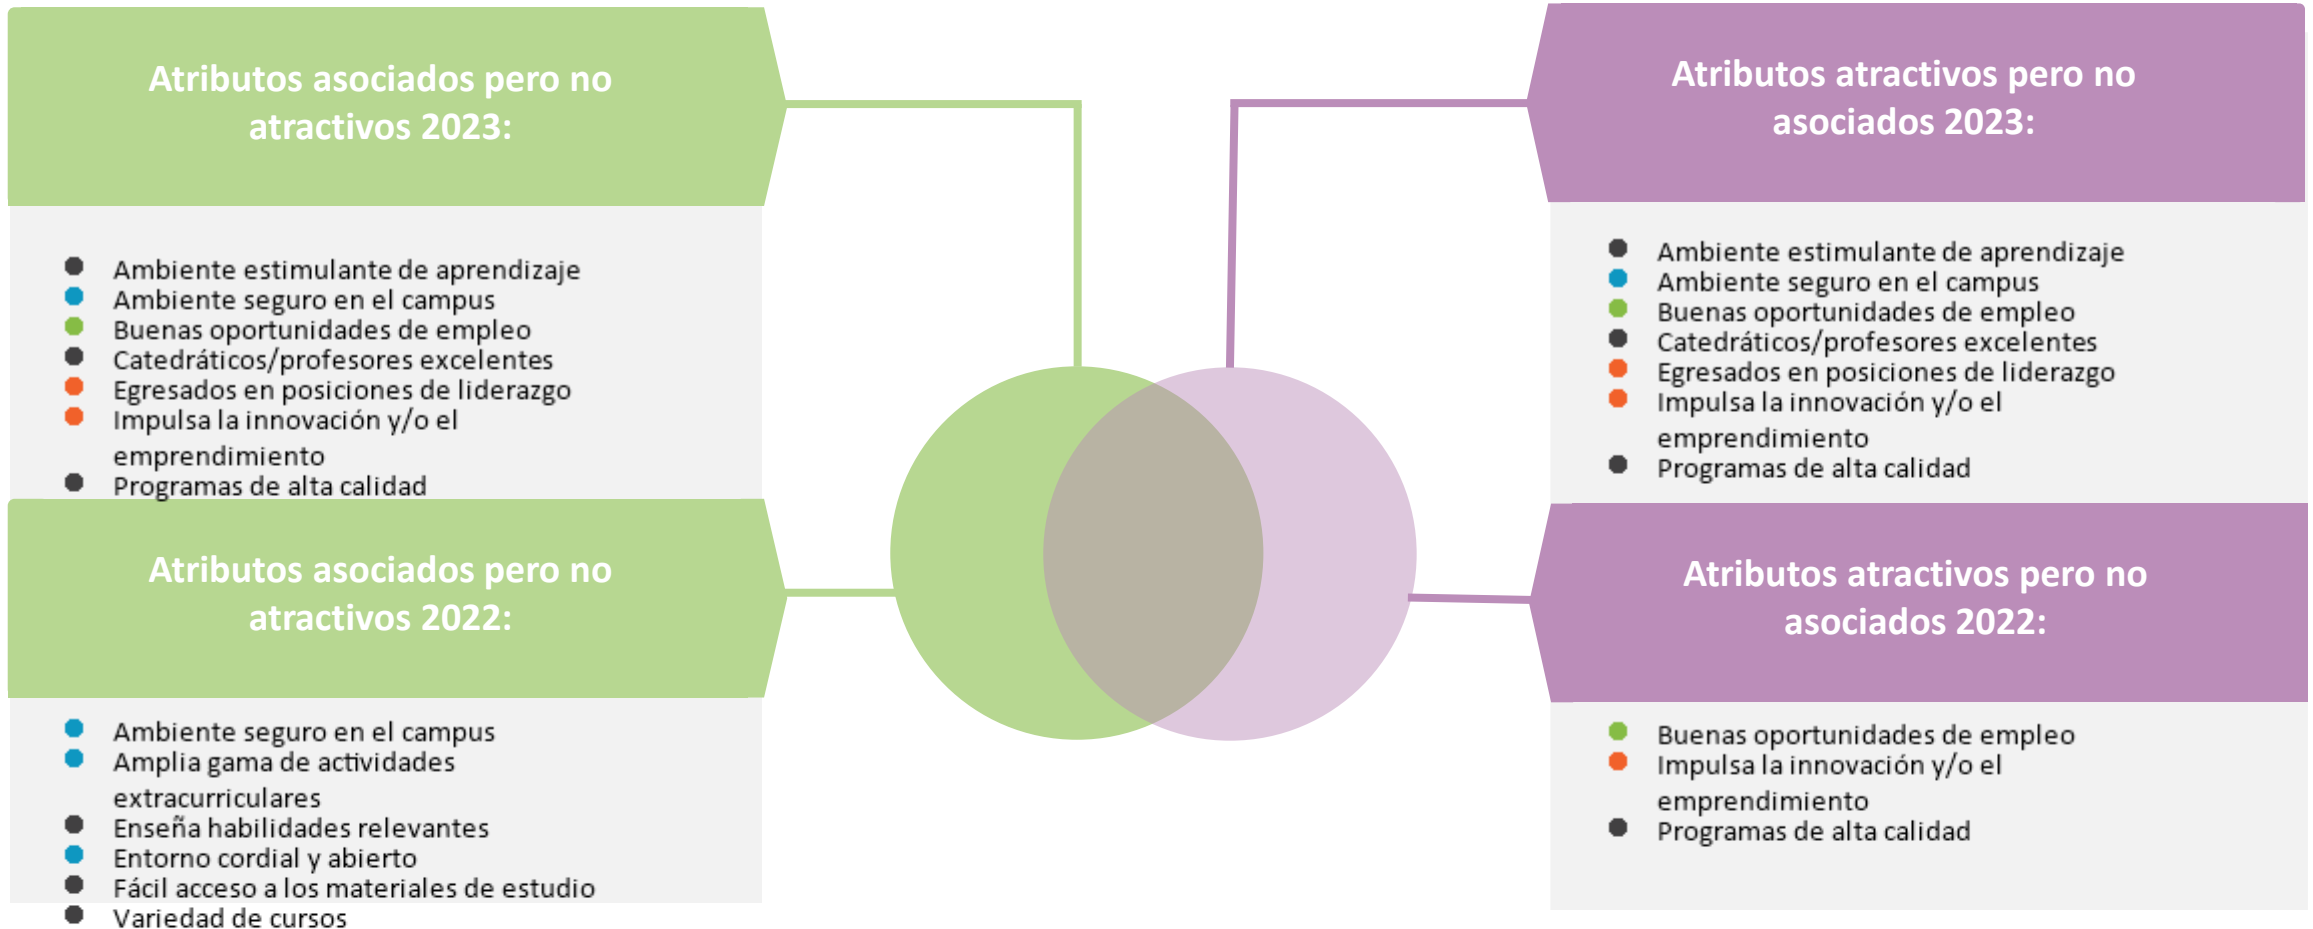 Atributos asociados pero no
atractivos 2023:
Ambiente estimulante de aprendizaje
Ambiente seguro en el campus
Buenas oportunidades de empleo
Catedráticos/profesores excelentes
Egresados en posiciones de liderazgo
Impulsa la innovación y/o el
emprendimiento
Programas de alta calidad
Atributos asociados pero no
atractivos 2022:
Ambiente seguro en el campus
Amplia gama de actividades
extracurriculares
Enseña habilidades relevantes
Entorno cordial y abierto
Fácil acceso a los materiales de estudio
Variedad de cursos
Atributos atractivos pero no
asociados 2023:
Ambiente estimulante de aprendizaje
Ambiente seguro en el campus
Buenas oportunidades de empleo
Catedráticos/profesores excelentes
Egresados en posiciones de liderazgo
Impulsa la innovación y/o el
emprendimiento
Programas de alta calidad
Atributos atractivos pero no
asociados 2022:
Buenas oportunidades de empleo
Impulsa la innovación y/o el
emprendimiento
Programas de alta calidad